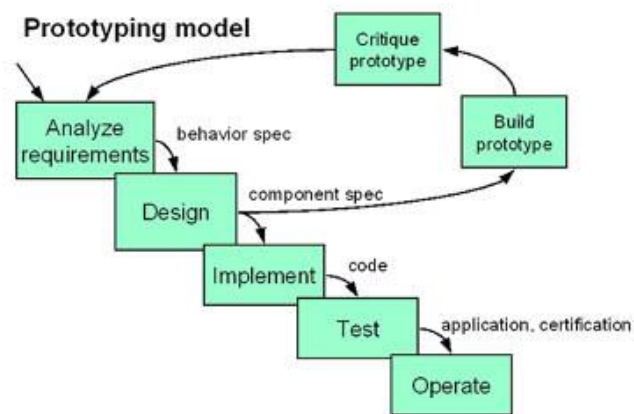 Prototyping model
Critique
prototype
Analyze
requirements
behavior spec
Build
prototype
Design
component spec
Implement
code
Test
application, certification
Operate